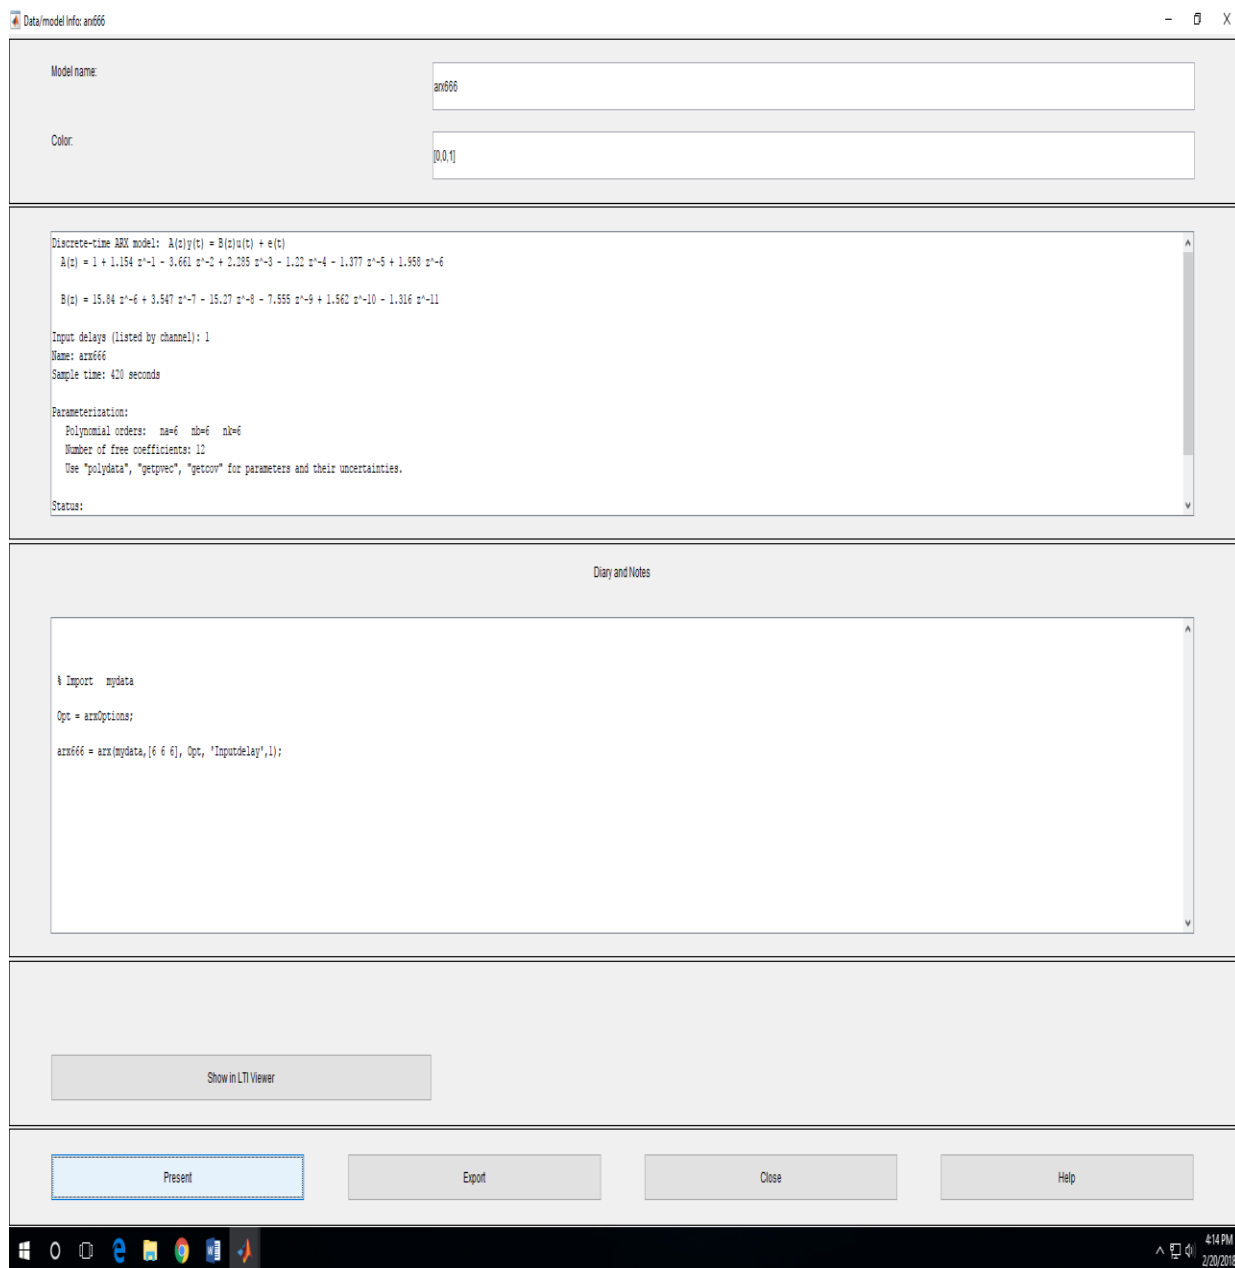 Data/model Info: arx666
Model name:
arx666
Color:
[0,0,1]
Discrete-time ARX model:  A(z)y(t) = B(z)u(t) + e(t)
A(z) = 1 + 1.154 z^-1 - 3.661 z^-2 + 2.285 z^-3 - 1.22 z^-4 - 1.377 z^-5 + 1.958 z^-6
B(z) = 15.84 z^-6 + 3.547 z^-7 - 15.27 z^-8 - 7.555 z^-9 + 1.562 z^-10 - 1.316 z^-11
Input delays (listed by channel): 1
Name: arx666
Sample time: 420 seconds
Parameterization:
Polynomial orders:   na=6   nb=6   nk=6
Number of free coefficients: 12
Use "polydata", "getpvec", "getcov" for parameters and their uncertainties.
Status:
Diary and Notes
% Import   mydata
Opt = arxOptions;
arx666 = arx(mydata,[6 6 6], Opt, 'Inputdelay',1);
Show in LTI Viewer
Present
Export
Close
Help
4:14 PM
2/20/2018